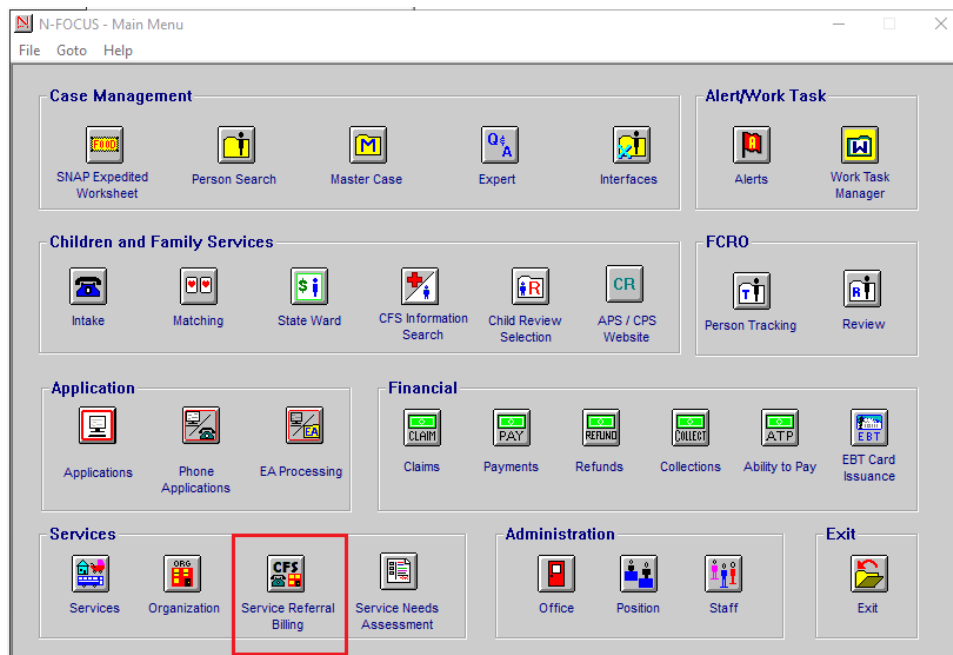 N-FOCUS - Main Menu
File Goto Help
Case Management
Alert/Work Task
FOOD
M
Q & A
A
W
SNAP Expedited
Worksheet
Person Search
Master Case
Expert
Interfaces
Alerts
Work Task
Manager
Children and Family Services
FCRO
$
R
CR
T
R
Intake
Matching
State Ward
CFS Information
Search
Child Review
Selection
APS / CPS
Website
Person Tracking
Review
Application
Financial
EA
CLAIM
PAY
REFUND
COLLECT
ATP
EBT
Applications
Phone
Applications
EA Processing
Claims
Payments
Refunds
Collections
Ability to Pay
EBT Card
Issuance
Services
Administration
Exit
ORG
CFS
Services
Organization
Service Referral
Billing
Service Needs
Assessment
Office
Position
Staff
Exit